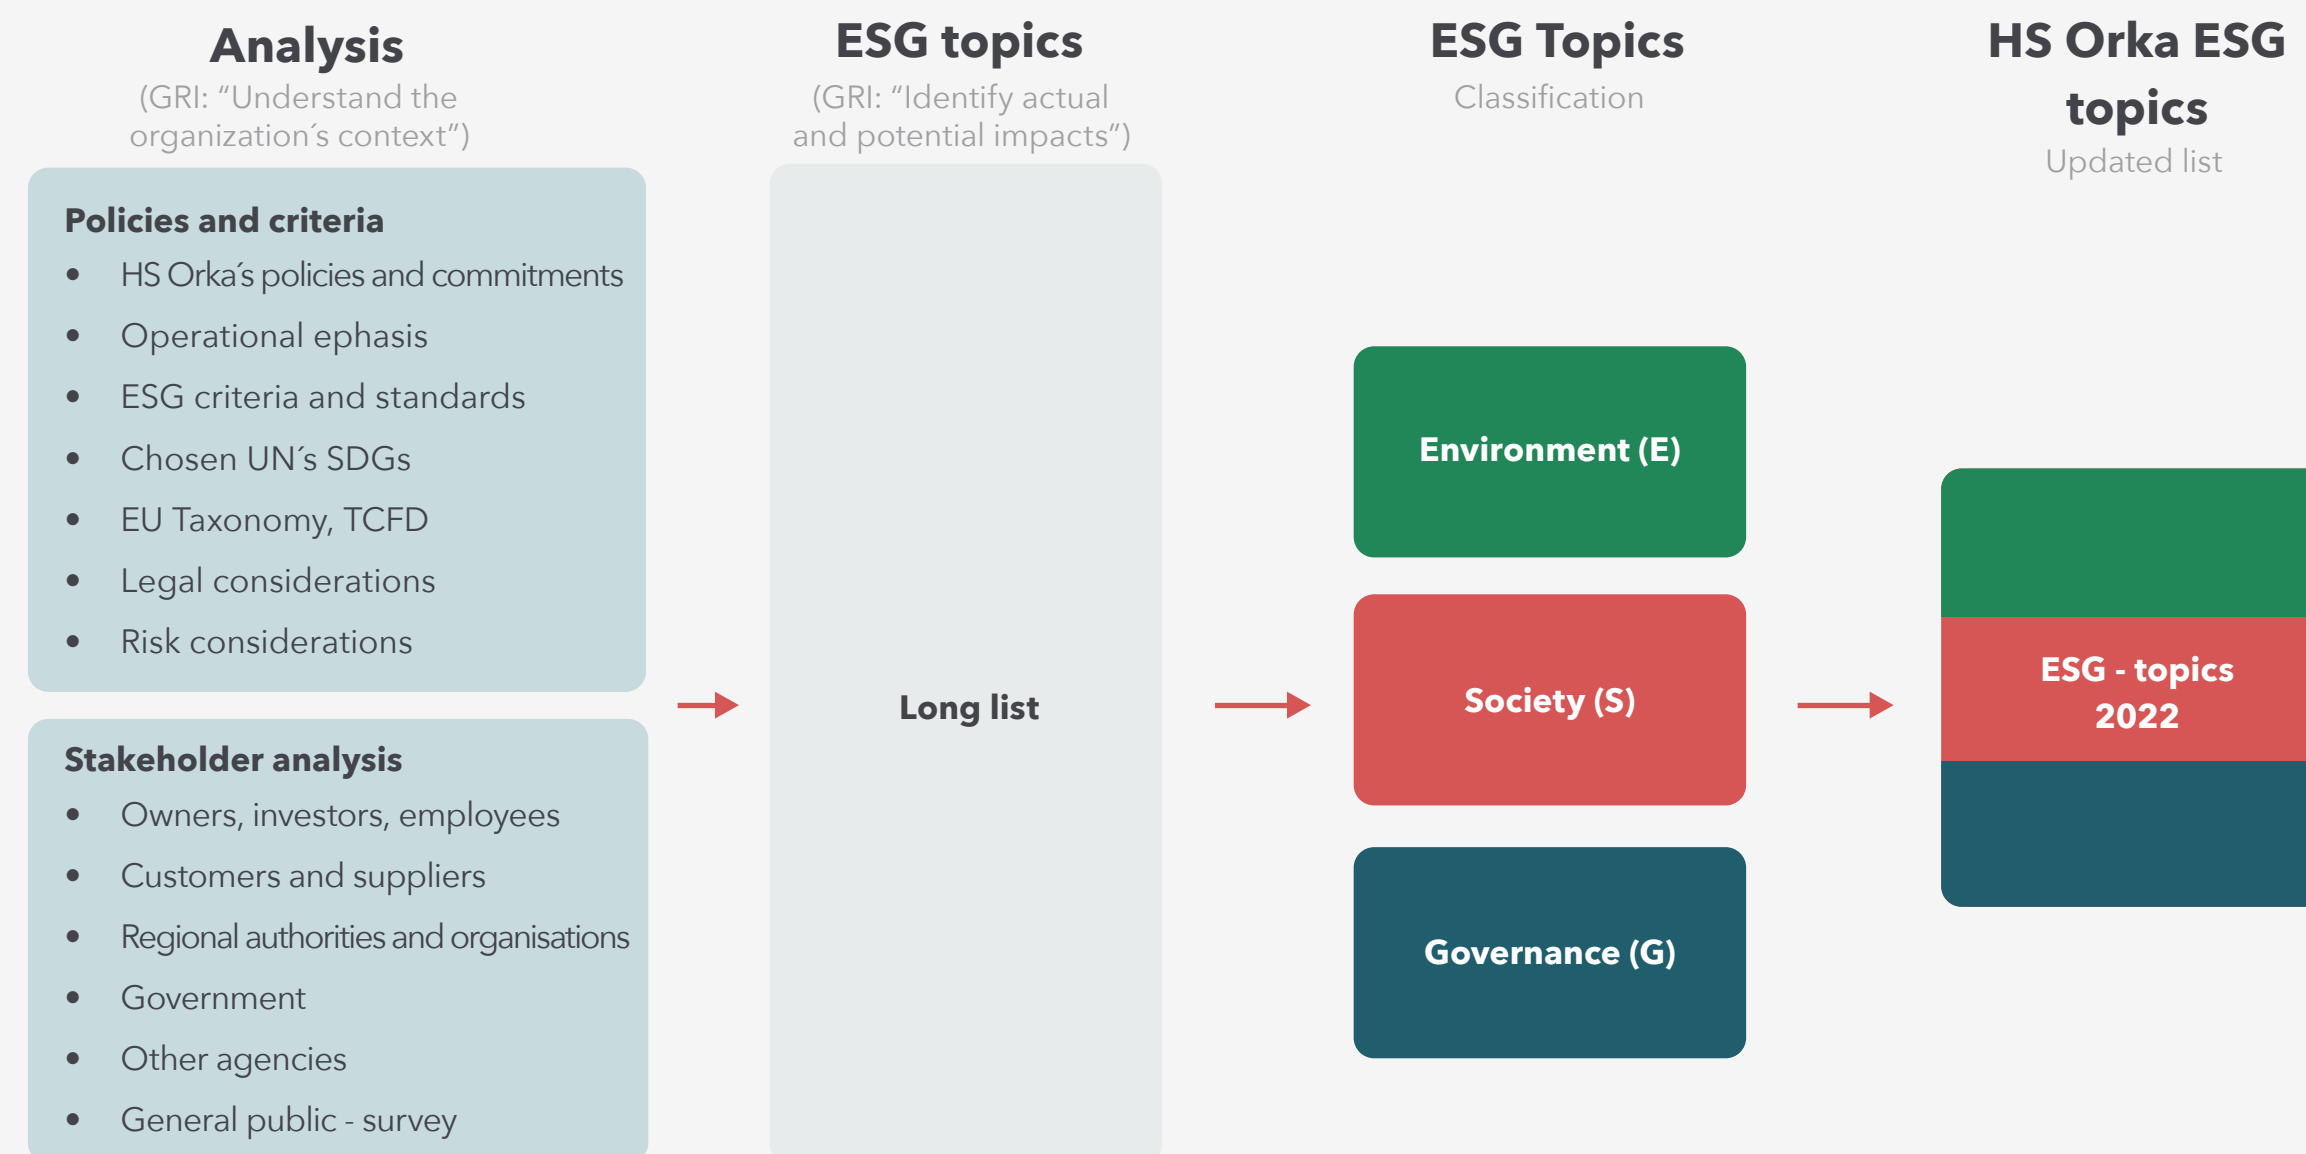 Analysis
(GRI: “Understand the
organization´s context”)
Policies and criteria
• HS Orka´s policies and commitments
• Operational ephasis
• ESG criteria and standards
• Chosen UN´s SDGs
• EU Taxonomy, TCFD
• Legal considerations
• Risk considerations
Stakeholder analysis
• Owners, investors, employees
• Customers and suppliers
• Regional authorities and organisations
• Government
• Other agencies
• General public - survey
ESG topics
(GRI: “Identify actual
and potential impacts”)
Long list
ESG Topics
Classification
Environment (E)
Society (S)
Governance (G)
HS Orka ESG
topics
Updated list
ESG - topics
2022